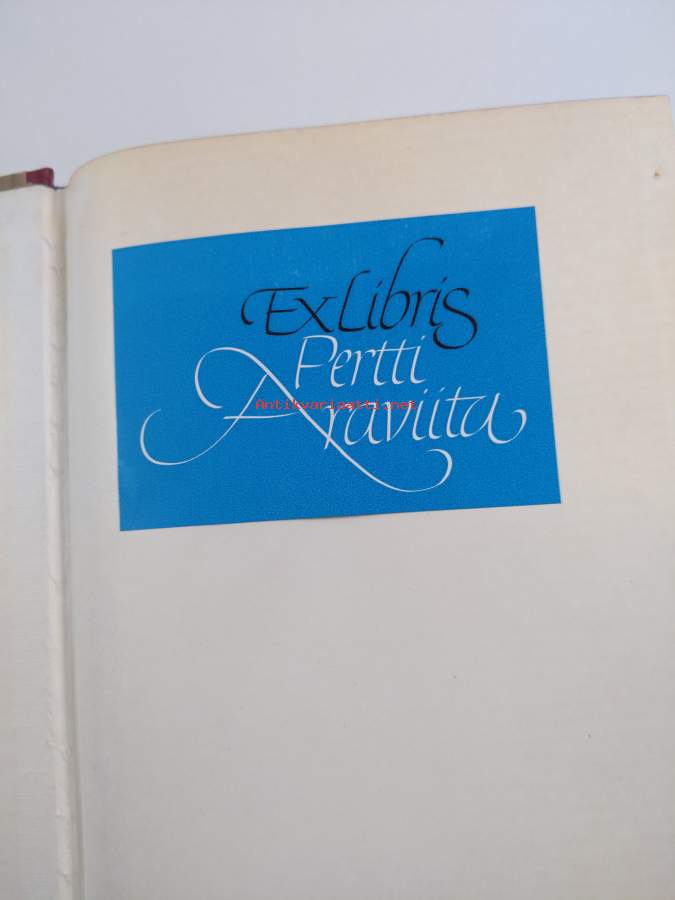 Ex Libris
Pertti
Araviita
Antikvariaatti.net